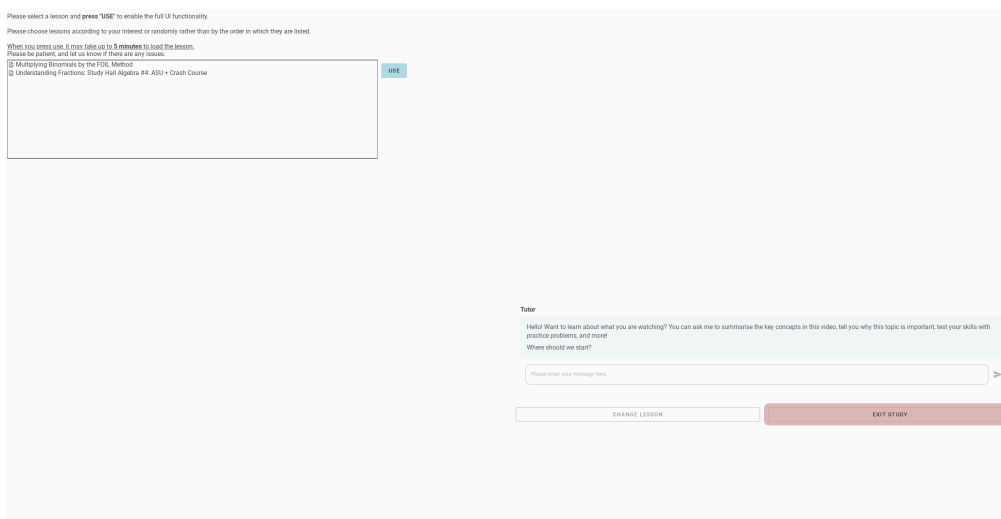 Please select a lesson and press "USE" to enable the full UI functionality.
Please choose lessons according to your interest or randomly rather than by the order in which they are listed.
When you press use, it may take up to 5 minutes to load the lesson.
Please be patient, and let us know if there are any issues.
Multiplying Binomials by the FOIL Method
Understanding Fractions: Study Hall Algebra #4: ASU + Crash Course
USE
Tutor
Hello! Want to learn about what you are watching? You can ask me to summarise the key concepts in this video, tell you why this topic is important, test your skills with
practice problems, and more!
Where should we start?
Please enter your message here.
CHANGE LESSON
EXIT STUDY